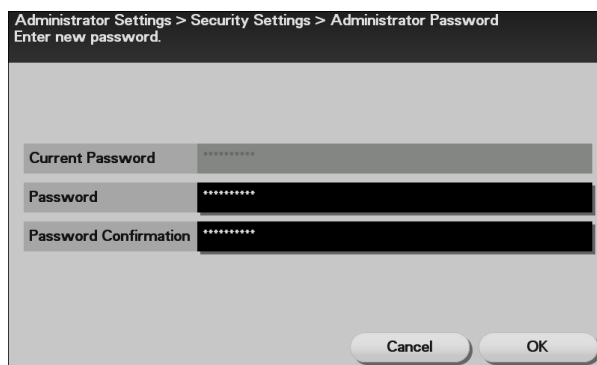 Administrator Settings > Security Settings > Administrator Password
Enter new password.
Current Password **********
Password **********
Password Confirmation **********
Cancel OK